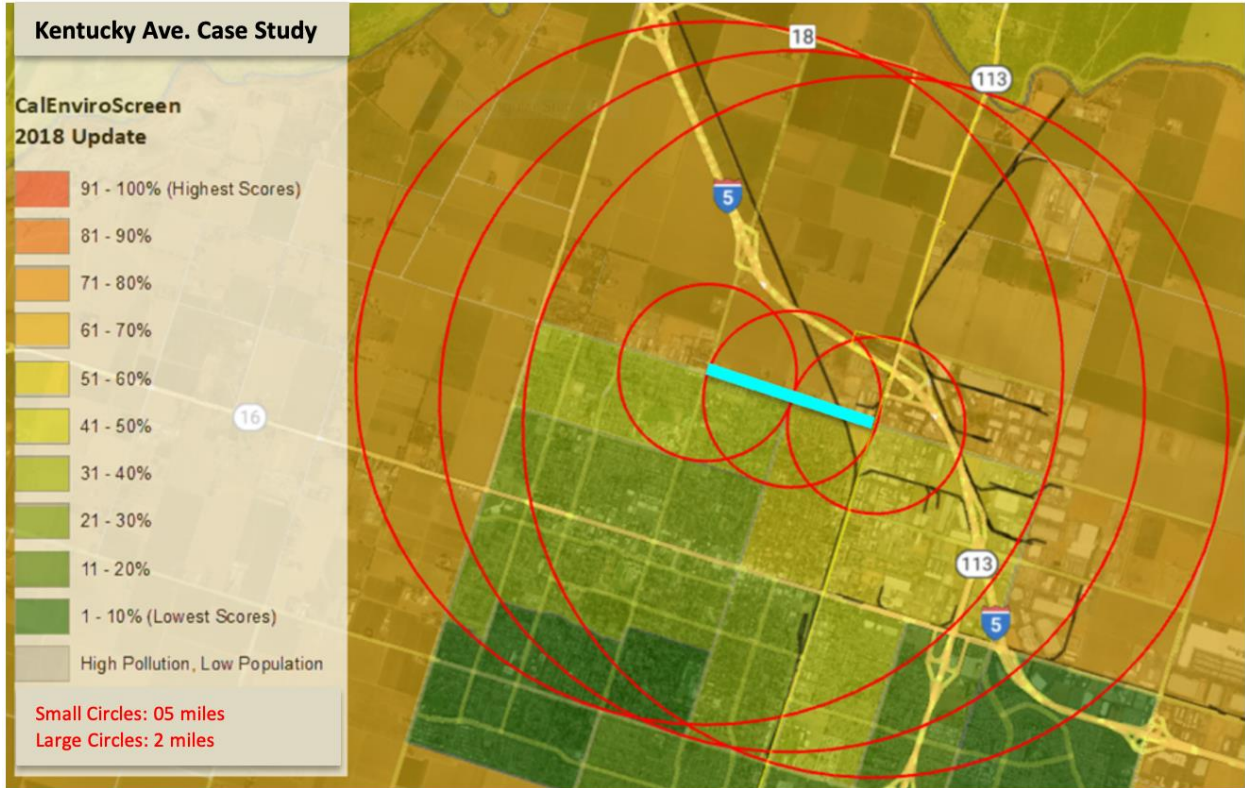 Kentucky Ave. Case Study
18
113
CalEnviroScreen
2018 Update
91 - 100% (Highest Scores)
81 - 90%
5
71 - 80%
61 - 70%
51 - 60%
41 - 50%
16
31 - 40%
21 - 30%
11 - 20%
113
1 - 10% (Lowest Scores)
5
High Pollution, Low Population
Small Circles: 05 miles
Large Circles: 2 miles